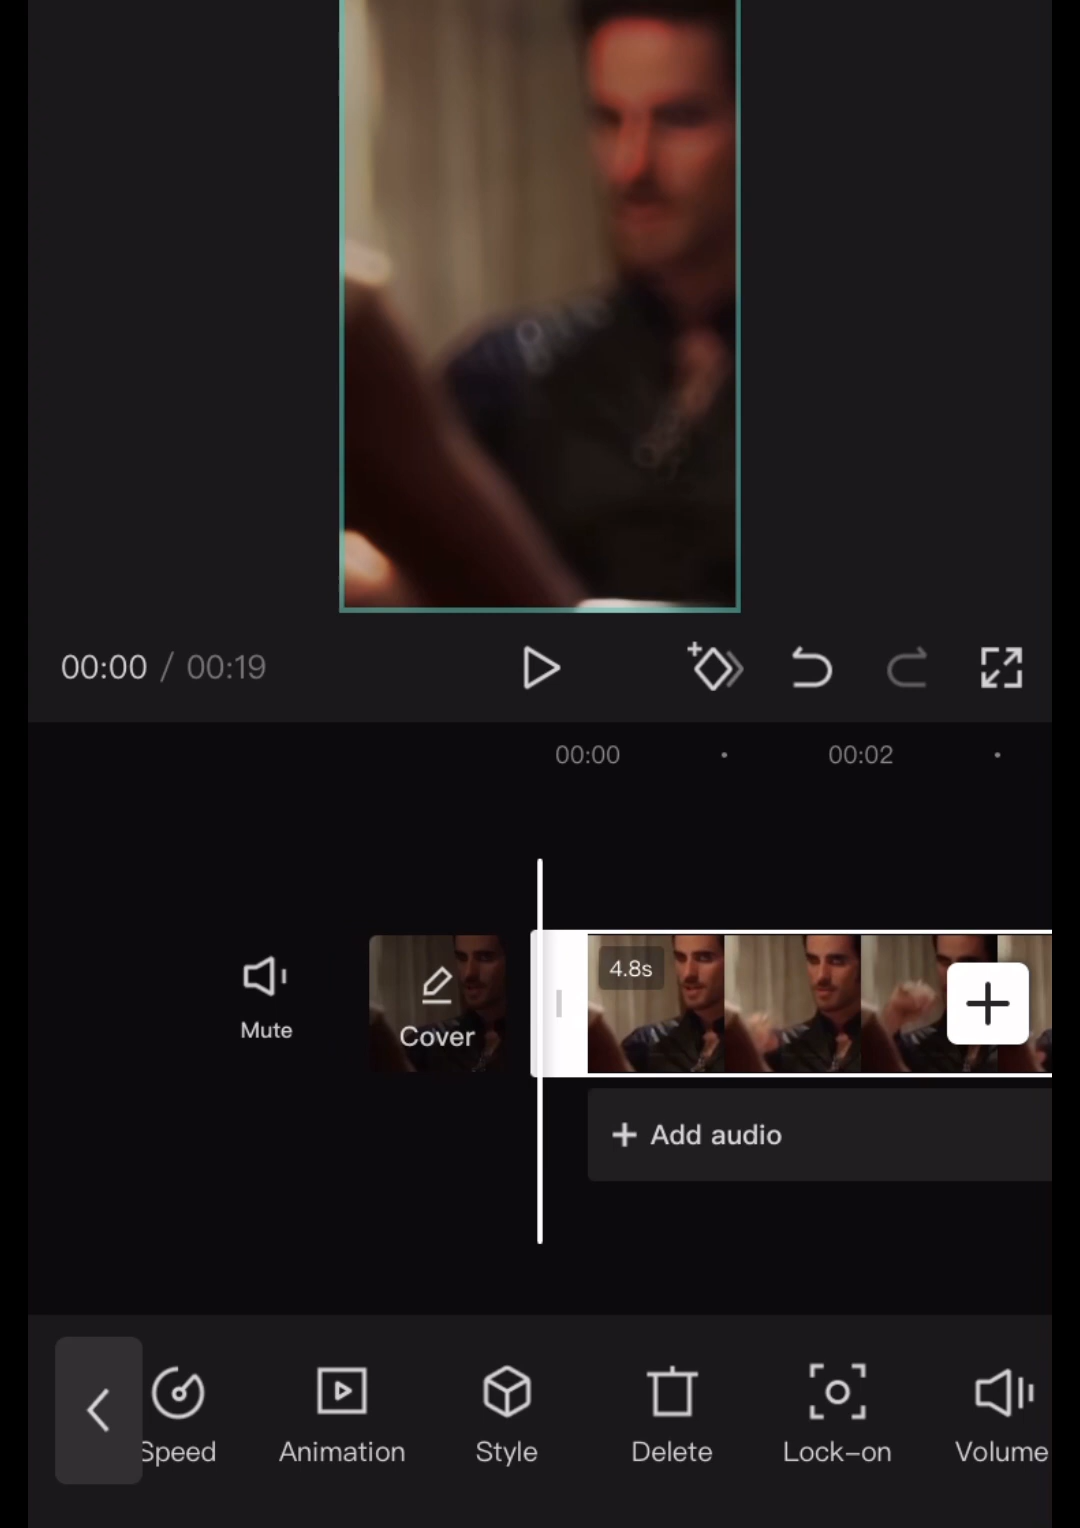 00:00 / 00:19
00:00 • 00:02 •
4.8s
Mute
Cover
+ Add audio
Speed Animation Style Delete Lock-on Volume